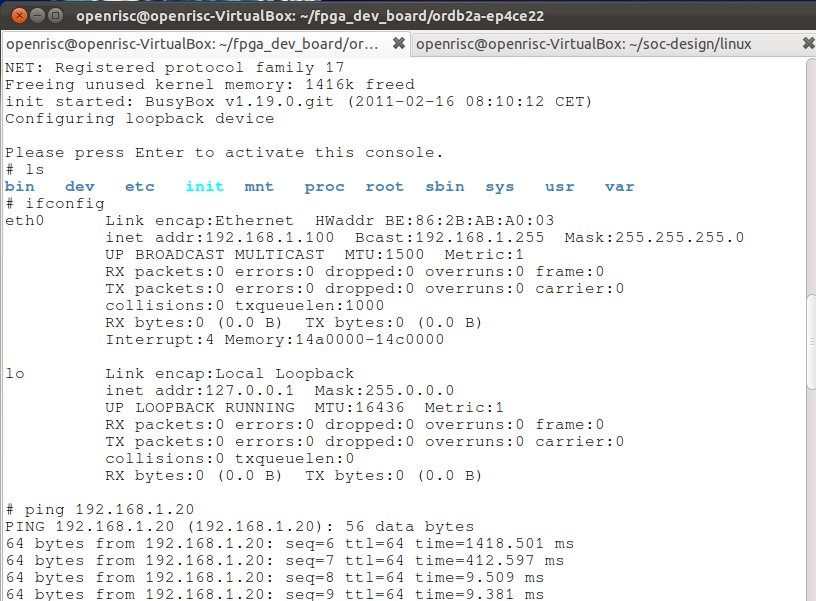 openrisc@openrisc-VirtualBox: ~/fpga_dev_board/ordb2a-ep4ce22
openrisc@openrisc-VirtualBox: ~/fpga_dev_board/or... openrisc@openrisc-VirtualBox: ~/soc-design/linux
NET: Registered protocol family 17
Freeing unused kernel memory: 1416k freed
init started: BusyBox v1.19.0.git (2011-02-16 08:10:12 CET)
Configuring loopback device
Please press Enter to activate this console.
# ls
bin dev etc init mnt proc root sbin sys usr var
# ifconfig
eth0 Link encap:Ethernet HWaddr BE:86:2B:AB:A0:03
inet addr:192.168.1.100 Bcast:192.168.1.255 Mask:255.255.255.0
UP BROADCAST MULTICAST MTU:1500 Metric:1
RX packets:0 errors:0 dropped:0 overruns:0 frame:0
TX packets:0 errors:0 dropped:0 overruns:0 carrier:0
collisions:0 txqueuelen:1000
RX bytes:0 (0.0 B) TX bytes:0 (0.0 B)
Interrupt:4 Memory:14a0000-14c0000
lo Link encap:Local Loopback
inet addr:127.0.0.1 Mask:255.0.0.0
UP LOOPBACK RUNNING MTU:16436 Metric:1
RX packets:0 errors:0 dropped:0 overruns:0 frame:0
TX packets:0 errors:0 dropped:0 overruns:0 carrier:0
collisions:0 txqueuelen:0
RX bytes:0 (0.0 B) TX bytes:0 (0.0 B)
# ping 192.168.1.20
PING 192.168.1.20 (192.168.1.20): 56 data bytes
64 bytes from 192.168.1.20: seq=6 ttl=64 time=1418.501 ms
64 bytes from 192.168.1.20: seq=7 ttl=64 time=412.597 ms
64 bytes from 192.168.1.20: seq=8 ttl=64 time=9.509 ms
64 bytes from 192.168.1.20: seq=9 ttl=64 time=9.381 ms